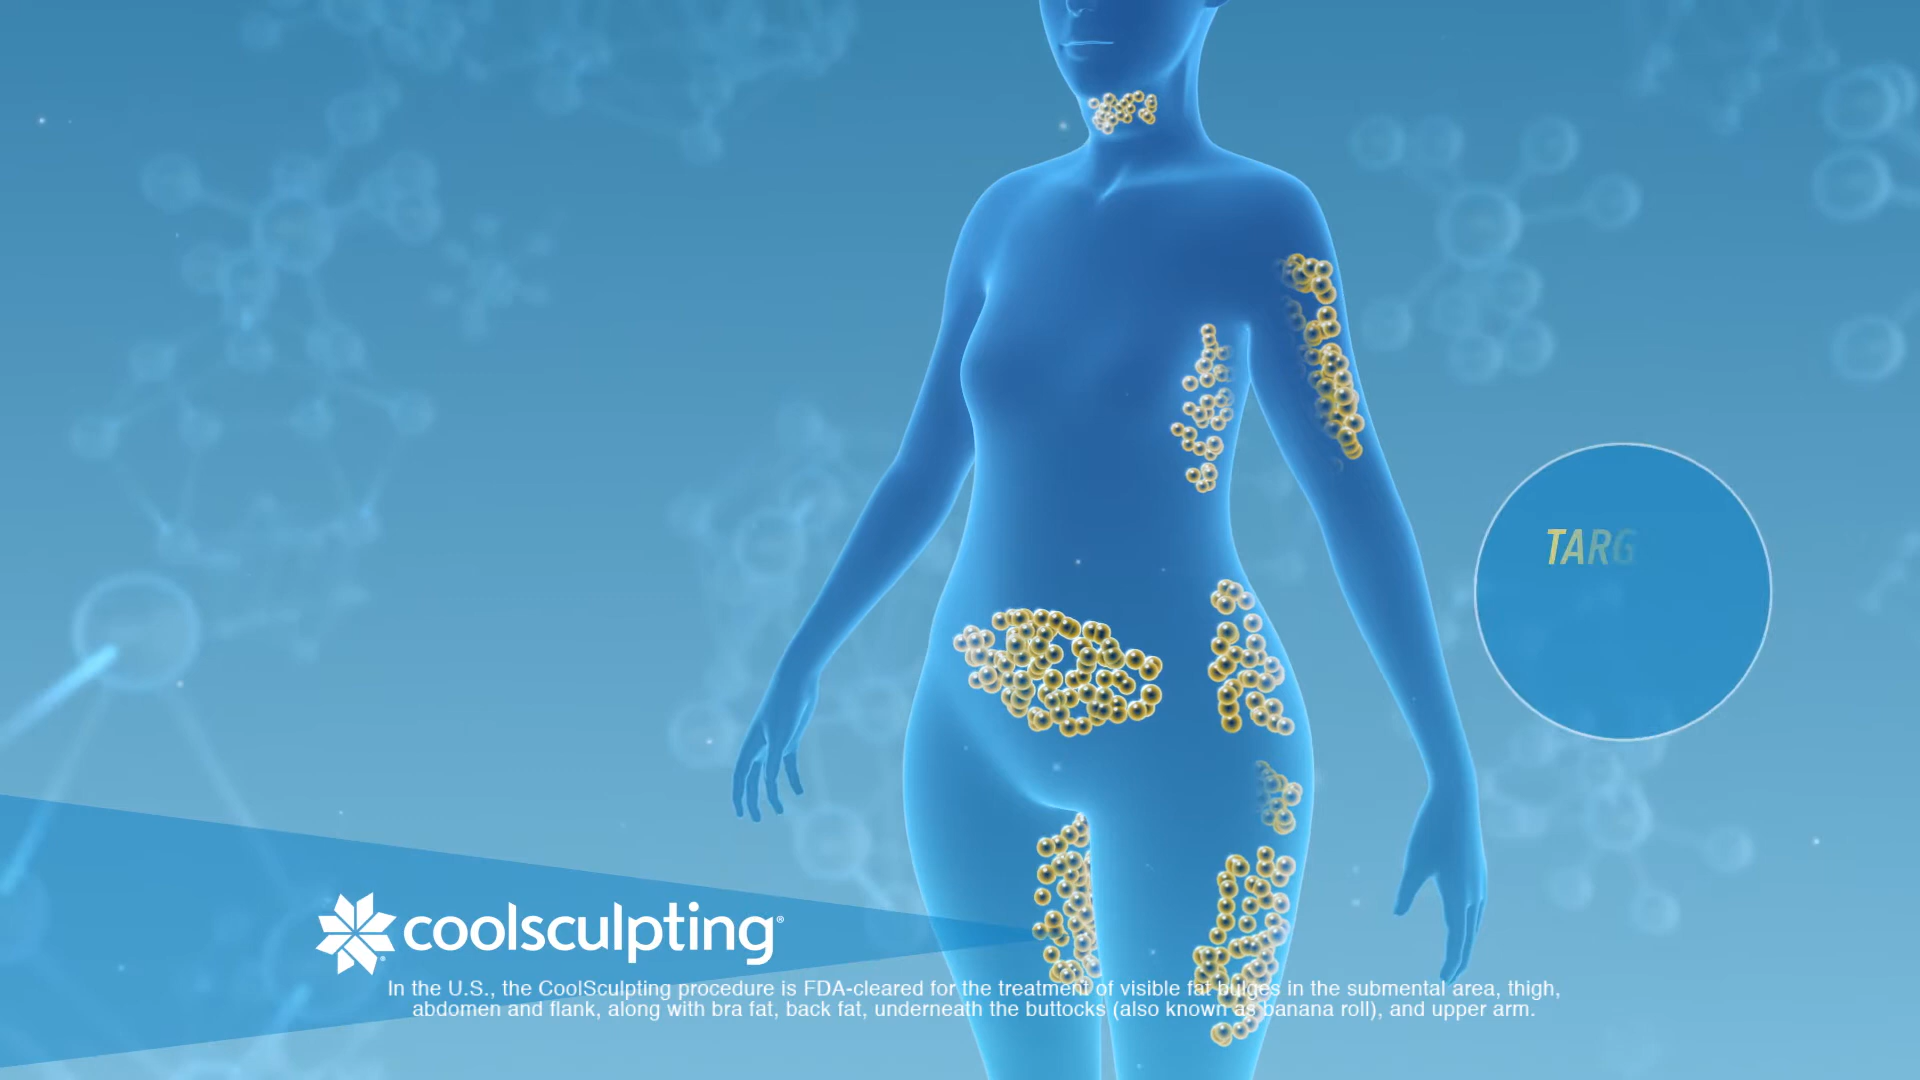 TARG
coolsculpting®
In the U.S., the CoolSculpting procedure is FDA-cleared for the treatment of visible fat bulges in the submental area, thigh,
abdomen and flank, along with bra fat, back fat, underneath the buttocks (also known as banana roll), and upper arm.